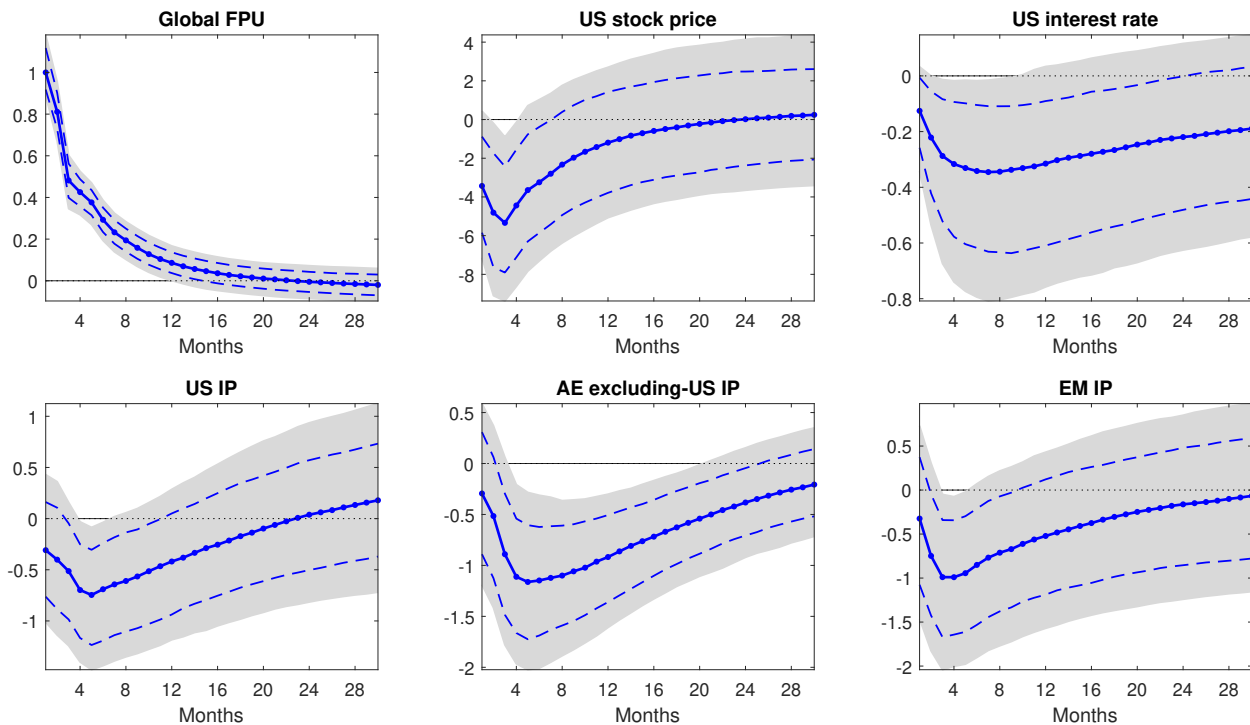 Global FPU
1
0.8
0.6
0.4
0.2
0
4 8 12 16 20 24 28
Months
US stock price
4
2
0
-2
-4
-6
-8
4 8 12 16 20 24 28
Months
US interest rate
0
-0.2
-0.4
-0.6
-0.8
4 8 12 16 20 24 28
Months
US IP
1
0.5
0
-0.5
-1
4 8 12 16 20 24 28
Months
AE excluding-US IP
0.5
0
-0.5
-1
-1.5
-2
4 8 12 16 20 24 28
Months
EM IP
0.5
0
-0.5
-1
-1.5
-2
4 8 12 16 20 24 28
Months